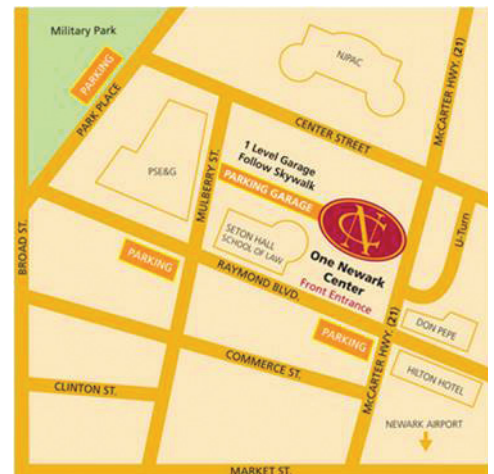 Military Park
PARKING
PARK PLACE
NJPAC
McCARTER HWY. (21)
CENTER STREET
1 Level Garage
Follow Skywalk
PARKING GARAGE
PSE&G
MULBERRY ST.
NC
U-Turn
BROAD ST.
SETON HALL
SCHOOL OF LAW
One Newark
Center
Front Entrance
PARKING
RAYMOND BLVD.
PARKING
DON PEPE
McCARTER HWY. (21)
COMMERCE ST.
HILTON HOTEL
CLINTON ST.
NEWARK AIRPORT
MARKET ST.